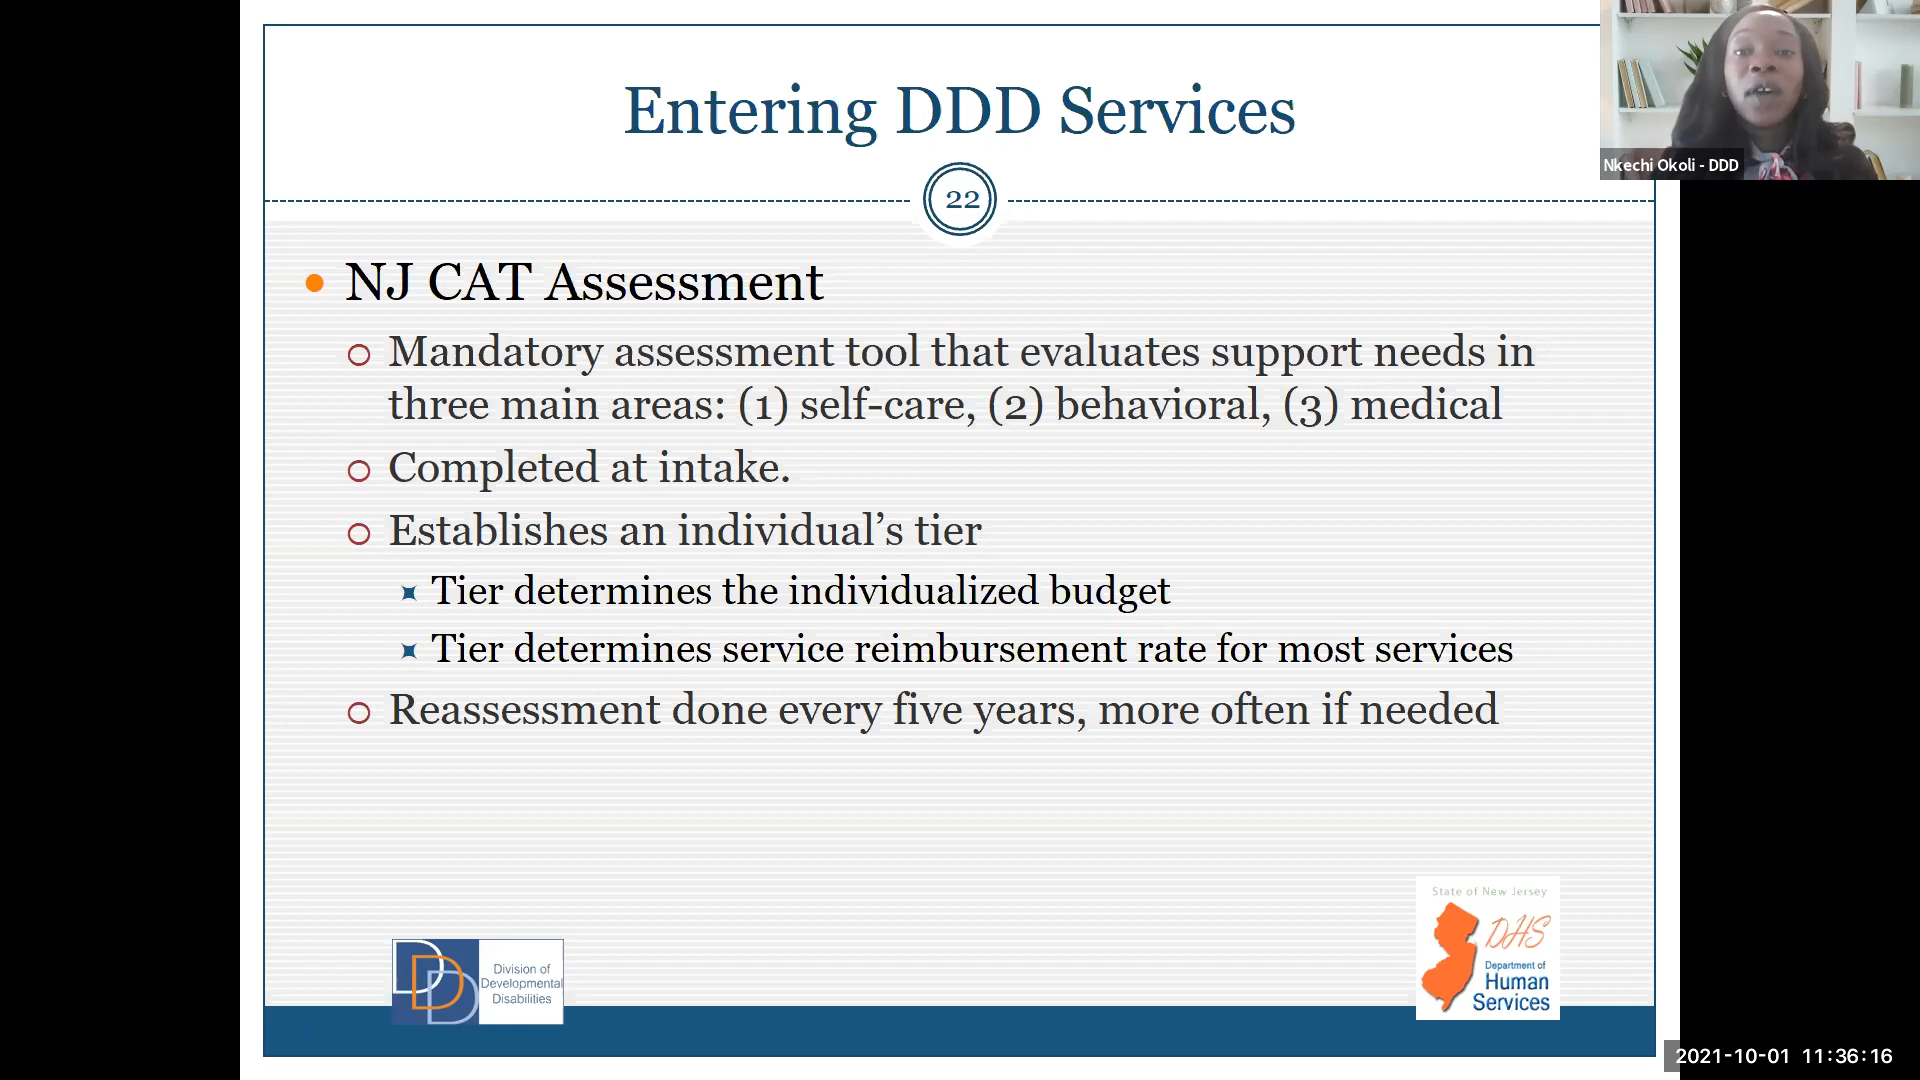 Entering DDD Services
Nkechi Okoli - DDD
22
NJ CAT Assessment
Mandatory assessment tool that evaluates support needs in
three main areas: (1) self-care, (2) behavioral, (3) medical
Completed at intake.
Establishes an individual’s tier
Tier determines the individualized budget
Tier determines service reimbursement rate for most services
Reassessment done every five years, more often if needed
DDD
Division of
Developmental
Disabilities
State of New Jersey
DHS
Department of
Human
Services
2021-10-01 11:36:16